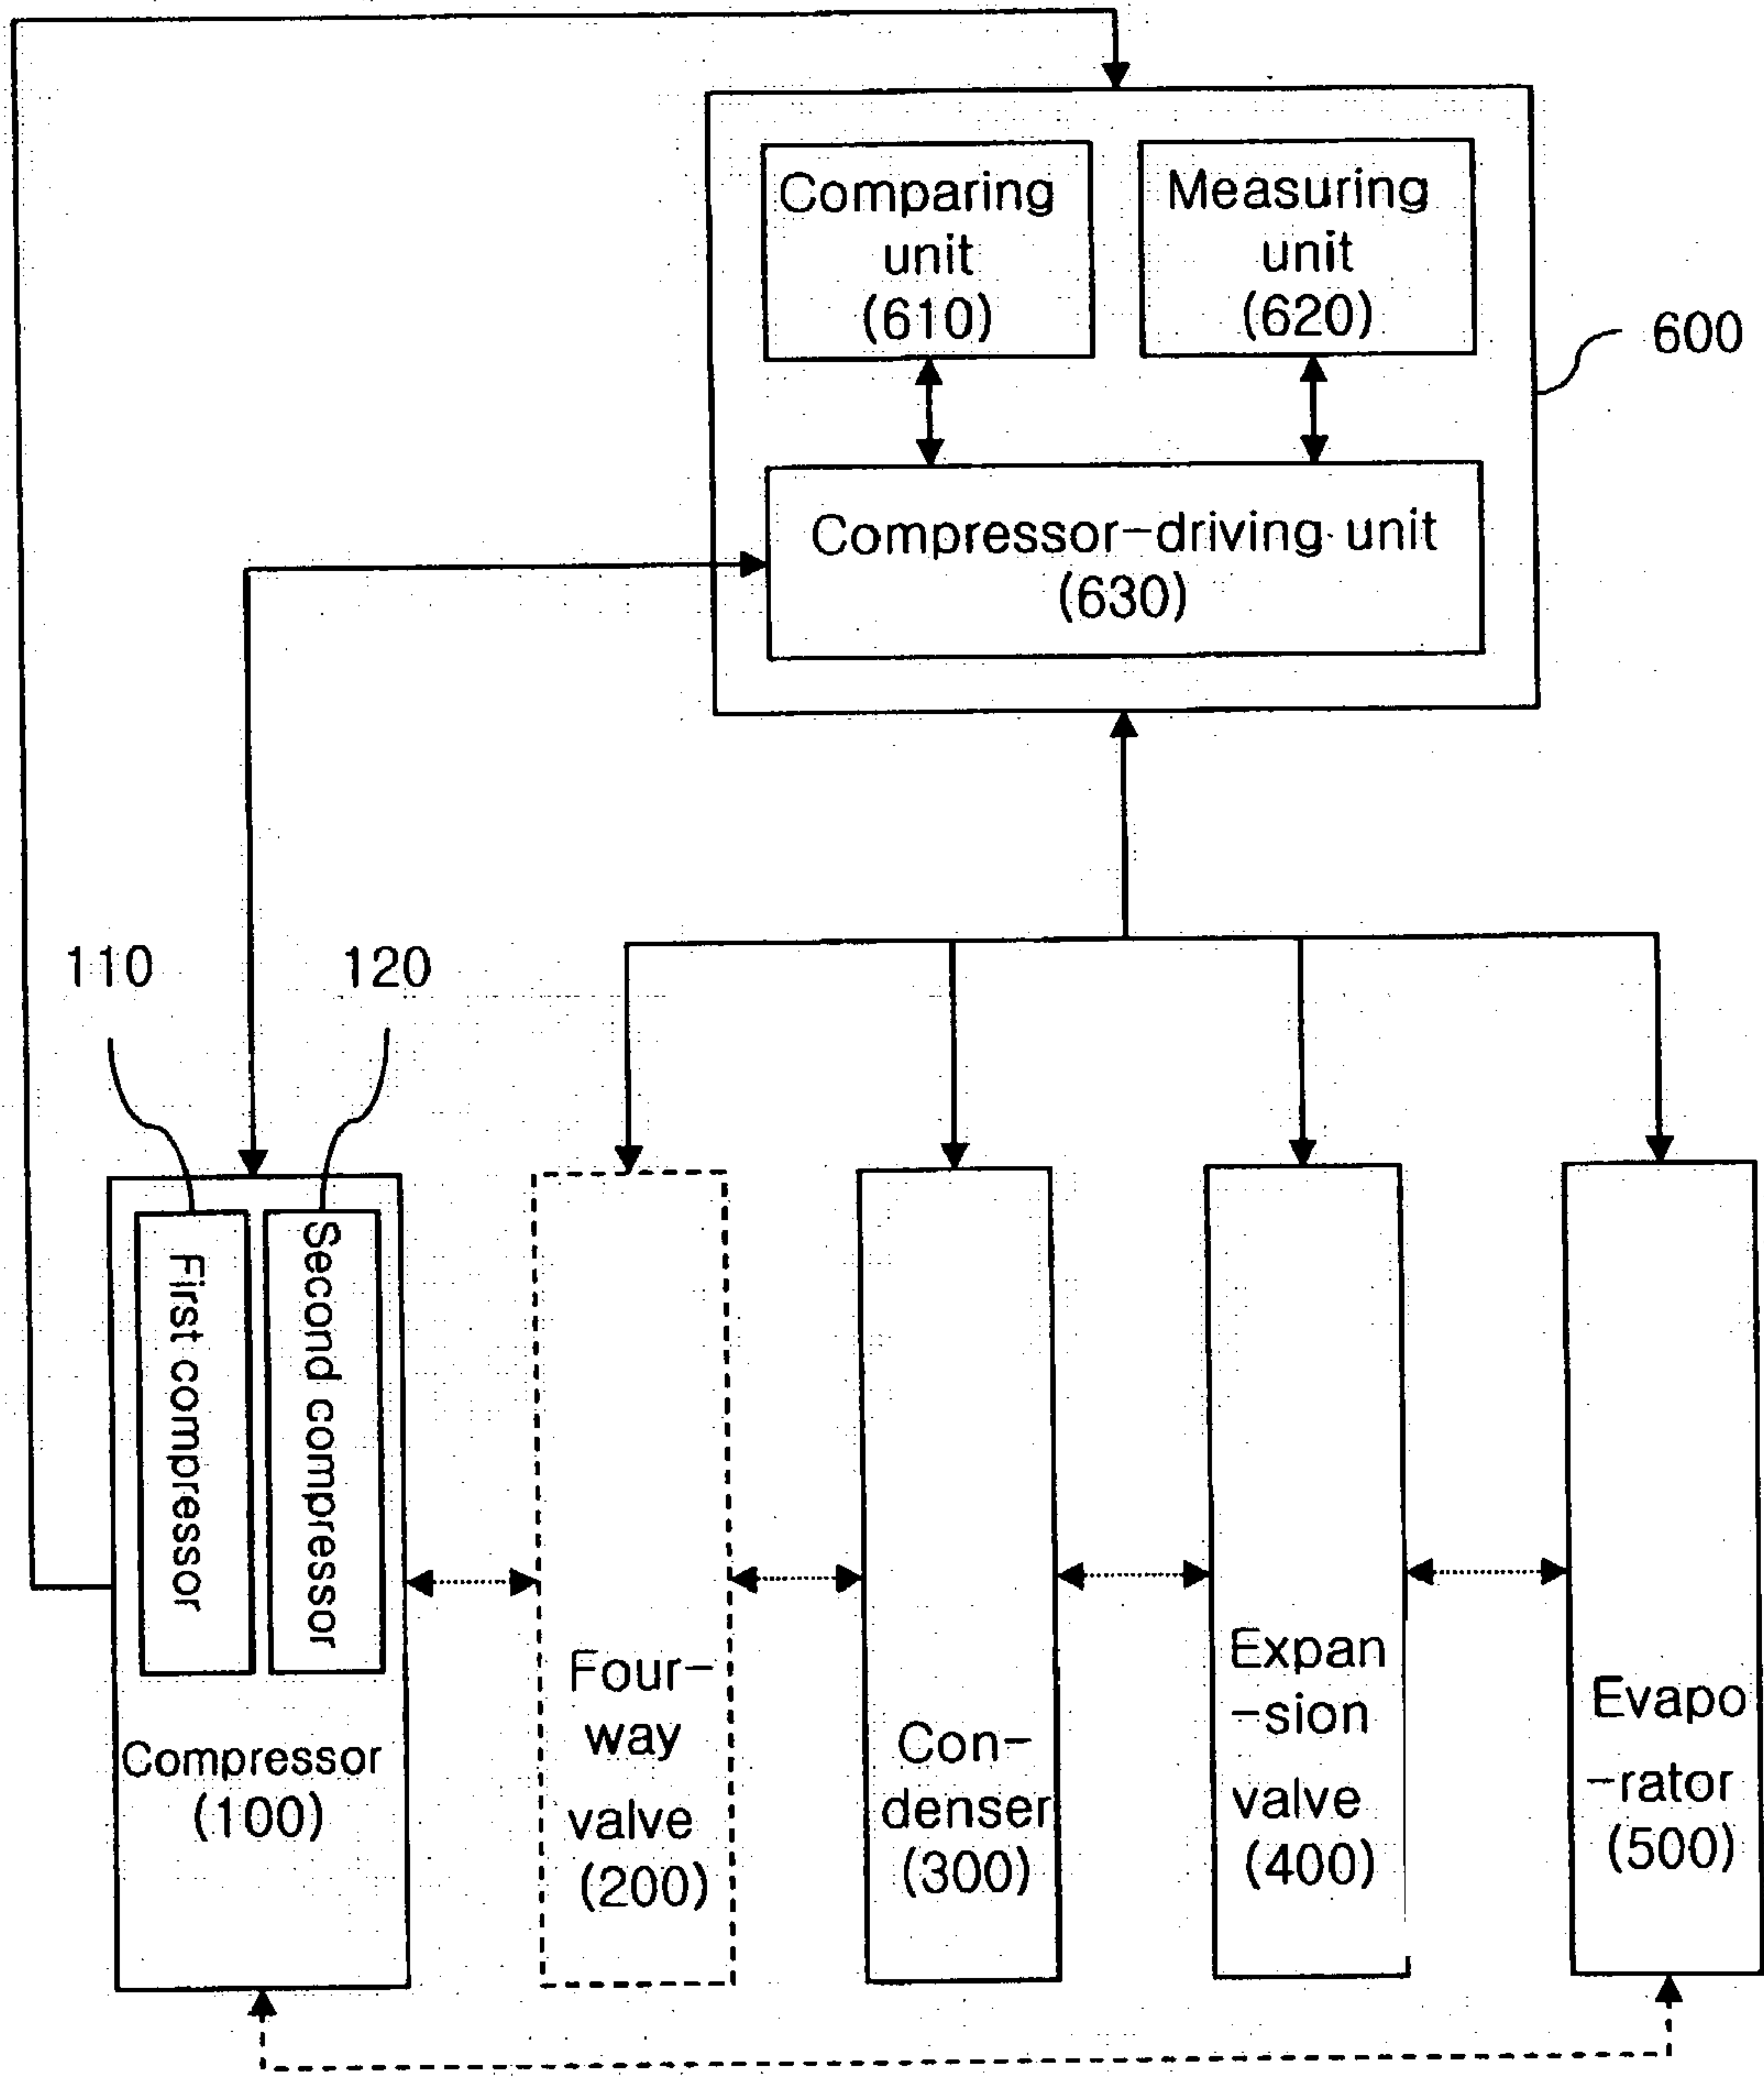 Comparing
unit
(610)
Measuring
unit
(620)
600
Compressor-driving unit
(630)
110
120
First compressor
Second compressor
Compressor
(100)
Four-
way
valve
(200)
Con-
denser
(300)
Expan
-sion
valve
(400)
Evapo
-rator
(500)